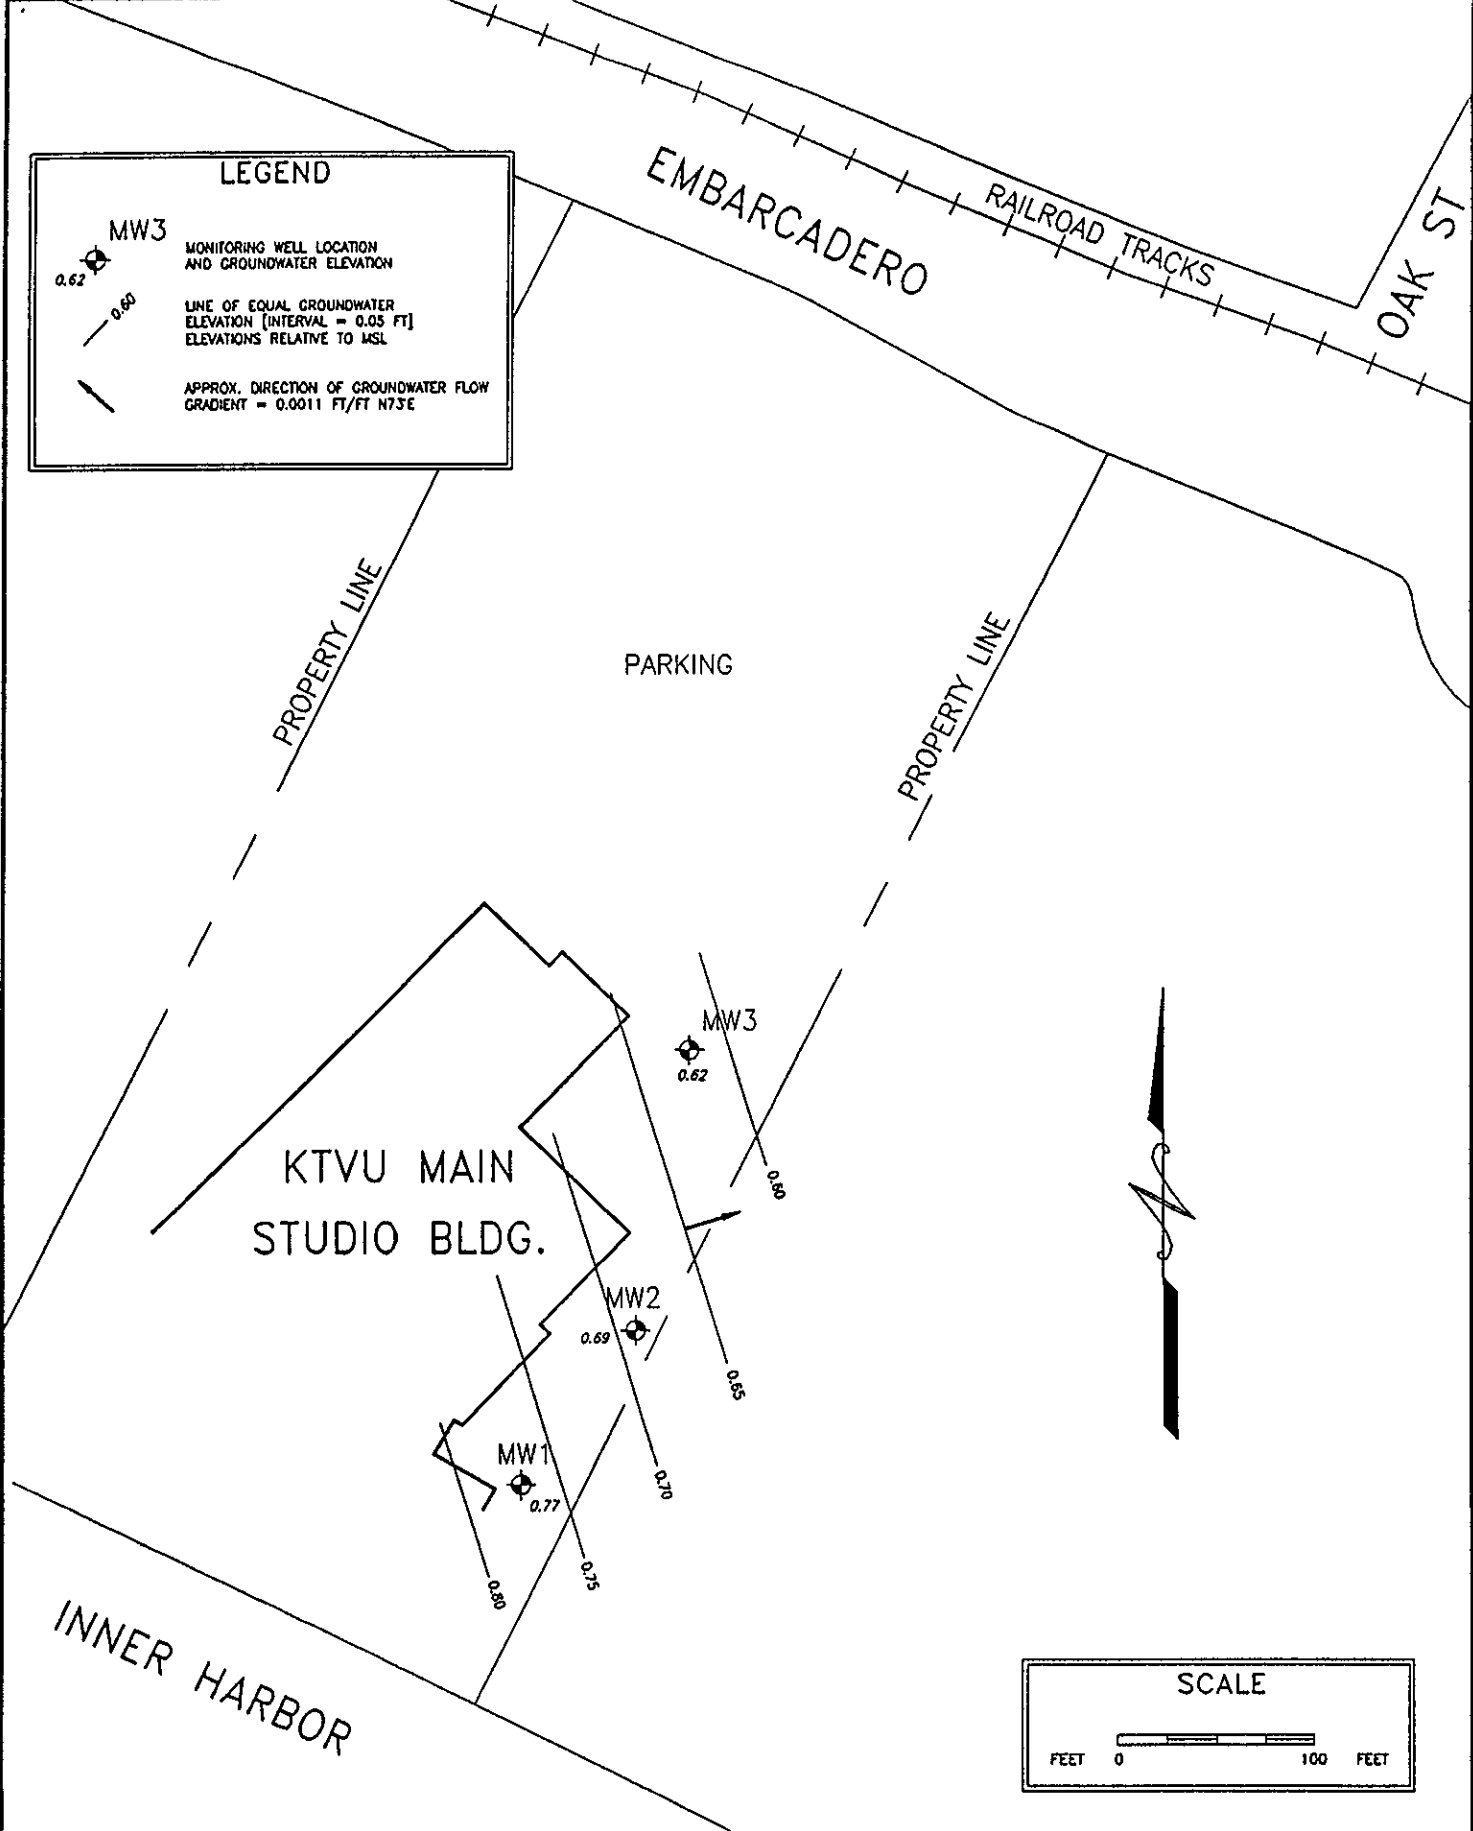 LEGEND
MW3
0.62
MONITORING WELL LOCATION
AND GROUNDWATER ELEVATION
0.60
LINE OF EQUAL GROUNDWATER
ELEVATION [INTERVAL = 0.05 FT]
ELEVATIONS RELATIVE TO MSL
APPROX. DIRECTION OF GROUNDWATER FLOW
GRADIENT = 0.0011 FT/FT N73°E
EMBARCADERO
RAILROAD TRACKS
OAK ST
PROPERTY LINE
PARKING
PROPERTY LINE
MW3
0.62
KTVU MAIN
STUDIO BLDG.
0.60
MW2
0.69
0.65
MW1
0.77
0.70
0.75
0.80
N
INNER HARBOR
SCALE
FEET 0 100 FEET